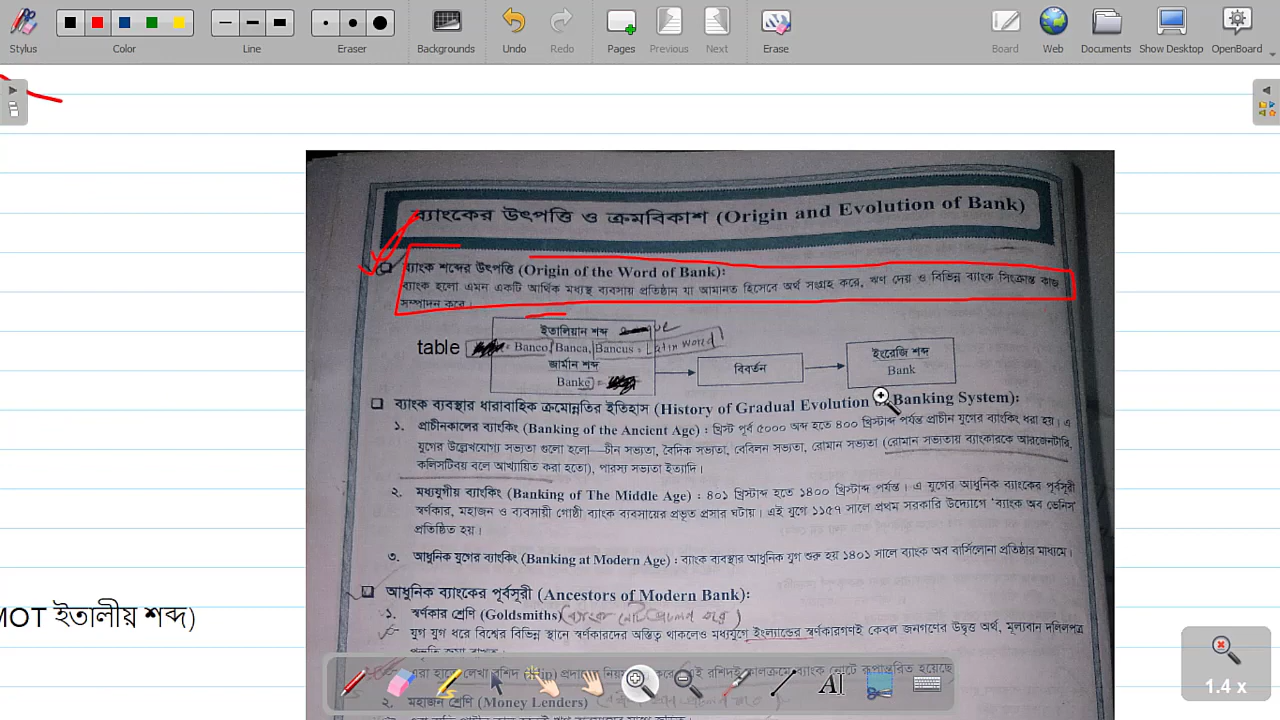 Stylus
Color
Line
Eraser
Backgrounds
Undo
Redo
Pages
Previous
Next
Erase
Board
Web
Documents
Show Desktop
OpenBoard
ব্যাংকের উৎপত্তি ও ক্রমবিকাশ (Origin and Evolution of Bank)
ব্যাংক শব্দের উৎপত্তি (Origin of the Word of Bank):
ব্যাংক হলো এমন একটি আর্থিক মধ্যস্থ ব্যবসায় প্রতিষ্ঠান যা আমানত হিসেবে অর্থ সংগ্রহ করে, ঋণ দেয় ও বিভিন্ন ব্যাংক সংক্রান্ত কাজ
সম্পাদন করে।
ইতালিয়ান শব্দ
table = Banco/Banca, Bancus = Latin word
জার্মান শব্দ
Banke =
বিবর্তন
ইংরেজি শব্দ
Bank
ব্যাংক ব্যবস্থার ধারাবাহিক ক্রমোন্নতির ইতিহাস (History of Gradual Evolution of Banking System):
১. প্রাচীনকালের ব্যাংকিং (Banking of the Ancient Age) : খ্রিস্ট পূর্ব ৫০০০ অব্দ হতে ৪০০ খ্রিস্টাব্দ পর্যন্ত প্রাচীন যুগের ব্যাংকিং ধরা হয়। এ
যুগের উল্লেখযোগ্য সভ্যতা গুলো হলো—চীন সভ্যতা, বৈদিক সভ্যতা, বেবিলন সভ্যতা, রোমান সভ্যতা (রোমান সভ্যতায় ব্যাংকারকে আরজেনটারি,
কলিসটিবয় বলে আখ্যায়িত করা হতো), পারস্য সভ্যতা ইত্যাদি।
২. মধ্যযুগীয় ব্যাংকিং (Banking of The Middle Age) : ৪০১ খ্রিস্টাব্দ হতে ১৪০০ খ্রিস্টাব্দ পর্যন্ত। এ যুগের আধুনিক ব্যাংকের পূর্বসূরী
স্বর্ণকার, মহাজন ও ব্যবসায়ী গোষ্ঠী ব্যাংক ব্যবসায়ের প্রভূত প্রসার ঘটায়। এই যুগে ১১৫৭ সালে প্রথম সরকারি উদ্যোগে 'ব্যাংক অব ভেনিস'
প্রতিষ্ঠিত হয়।
৩. আধুনিক যুগের ব্যাংকিং (Banking at Modern Age) : ব্যাংক ব্যবস্থার আধুনিক যুগ শুরু হয় ১৪০১ সালে ব্যাংক অব বার্সিলোনা প্রতিষ্ঠার মাধ্যমে।
আধুনিক ব্যাংকের পূর্বসূরী (Ancestors of Modern Bank):
১. স্বর্ণকার শ্রেণি (Goldsmiths)
MOT ইতালীয় শব্দ)
যুগ যুগ ধরে বিশ্বের বিভিন্ন স্থানে স্বর্ণকারদের অস্তিত্ব থাকলেও মধ্যযুগে ইংল্যান্ডের স্বর্ণকারগণই কেবল জনগণের উদ্বৃত্ত অর্থ, মূল্যবান দলিলপত্র
২. মহাজন শ্রেণি (Money Lenders)
1.4 x